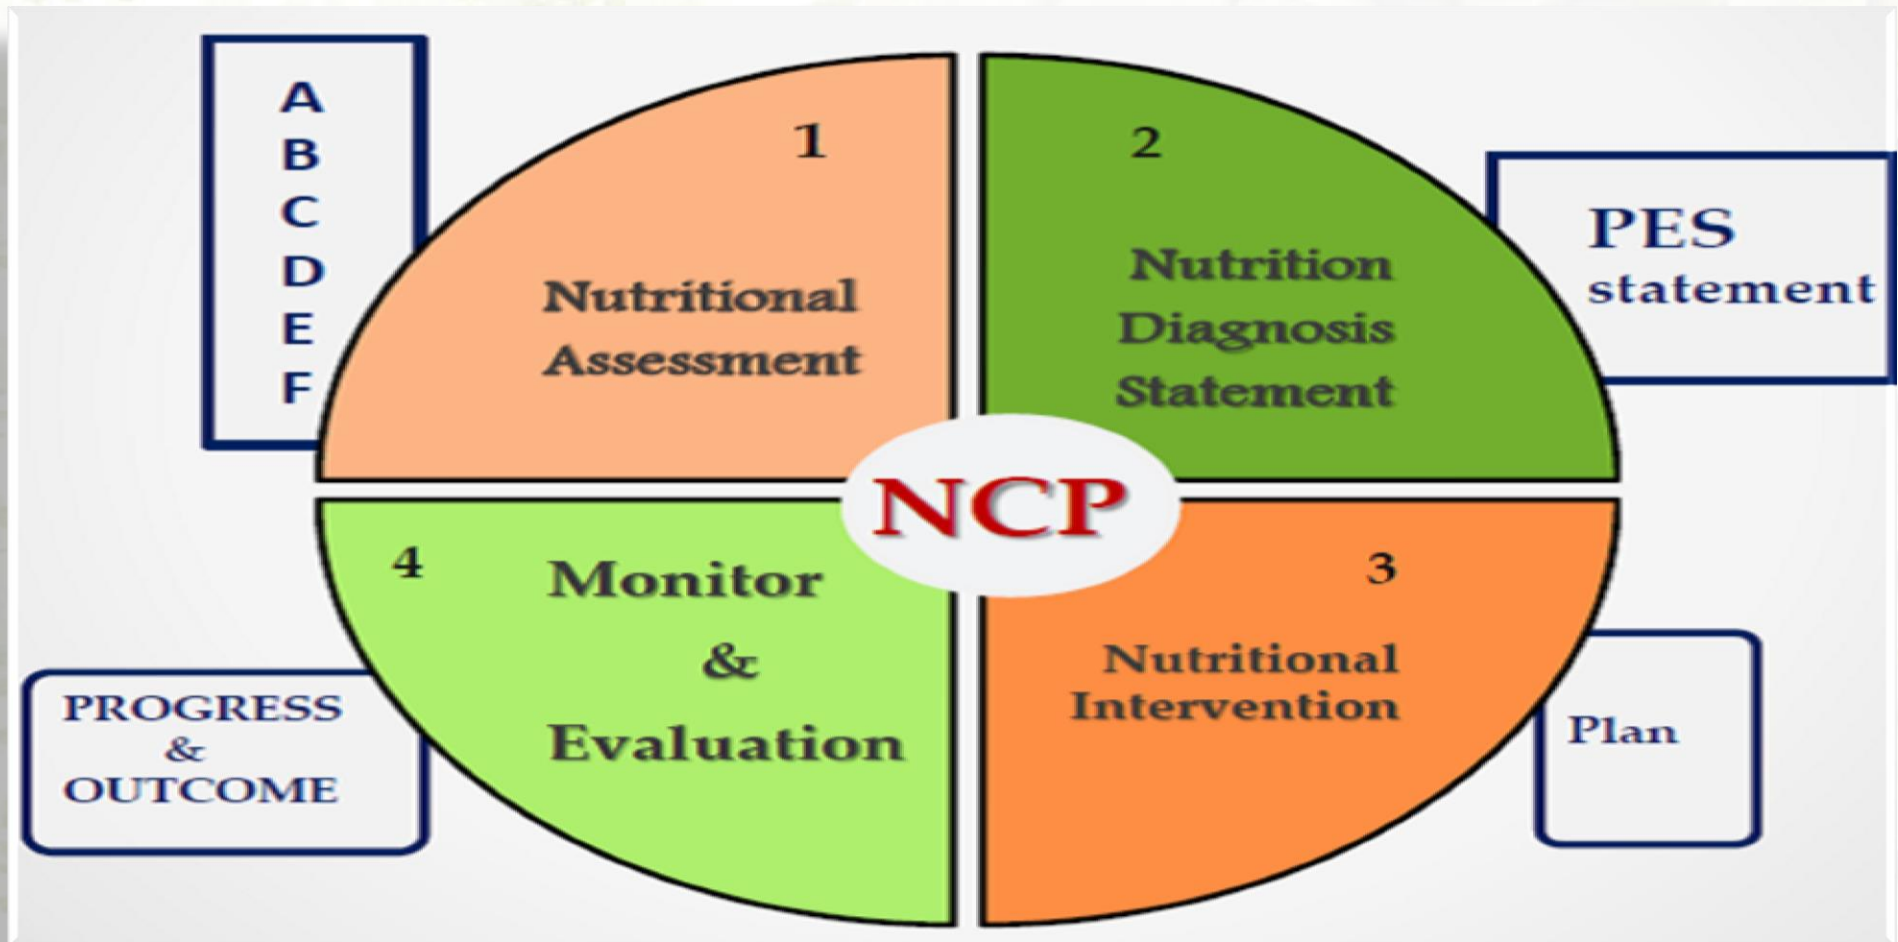 A
B
C
D
E
F
1
Nutritional
Assessment
2
Nutrition
Diagnosis
Statement
PES
statement
NCP
3
Nutritional
Intervention
Plan
4
Monitor
&
Evaluation
PROGRESS
&
OUTCOME